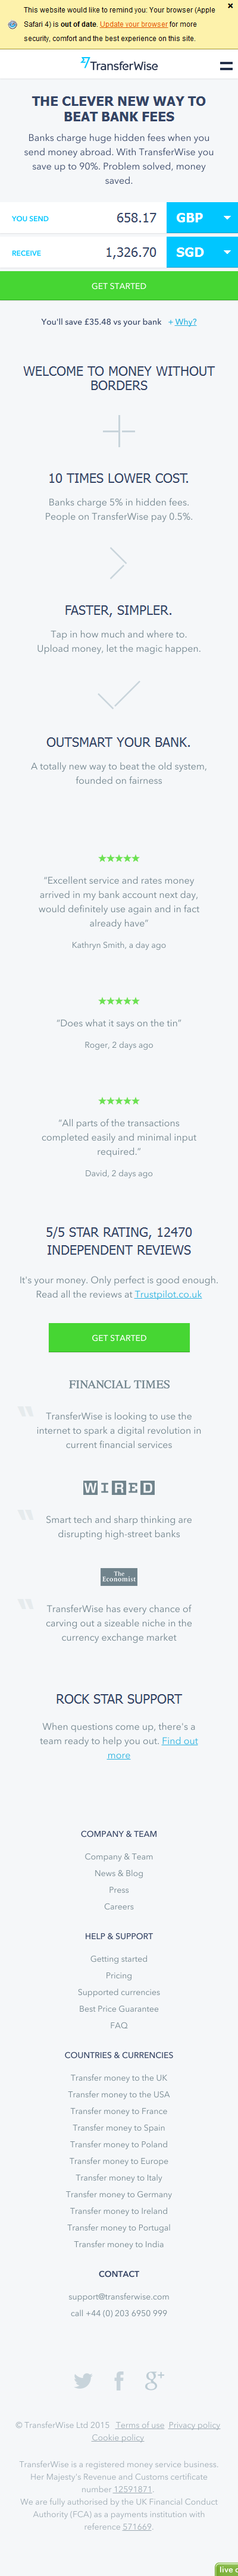 This website would like to remind you: Your browser (Apple
Safari 4) is out of date. Update your browser for more
security, comfort and the best experience on this site.
TransferWise
THE CLEVER NEW WAY TO
BEAT BANK FEES
Banks charge huge hidden fees when you
send money abroad. With TransferWise you
save up to 90%. Problem solved, money
saved.
YOU SEND 658.17 GBP
RECEIVE 1,326.70 SGD
GET STARTED
You'll save £35.48 vs your bank + Why?
WELCOME TO MONEY WITHOUT
BORDERS
10 TIMES LOWER COST.
Banks charge 5% in hidden fees.
People on TransferWise pay 0.5%.
FASTER, SIMPLER.
Tap in how much and where to.
Upload money, let the magic happen.
OUTSMART YOUR BANK.
A totally new way to beat the old system,
founded on fairness
“Excellent service and rates money
arrived in my bank account next day,
would definitely use again and in fact
already have”
Kathryn Smith, a day ago
“Does what it says on the tin”
Roger, 2 days ago
“All parts of the transactions
completed easily and minimal input
required.”
David, 2 days ago
5/5 STAR RATING, 12470
INDEPENDENT REVIEWS
It's your money. Only perfect is good enough.
Read all the reviews at Trustpilot.co.uk
GET STARTED
FINANCIAL TIMES
TransferWise is looking to use the
internet to spark a digital revolution in
current financial services
WIRED
Smart tech and sharp thinking are
disrupting high-street banks
The
Economist
TransferWise has every chance of
carving out a sizeable niche in the
currency exchange market
ROCK STAR SUPPORT
When questions come up, there's a
team ready to help you out. Find out
more
COMPANY & TEAM
Company & Team
News & Blog
Press
Careers
HELP & SUPPORT
Getting started
Pricing
Supported currencies
Best Price Guarantee
FAQ
COUNTRIES & CURRENCIES
Transfer money to the UK
Transfer money to the USA
Transfer money to France
Transfer money to Spain
Transfer money to Poland
Transfer money to Europe
Transfer money to Italy
Transfer money to Germany
Transfer money to Ireland
Transfer money to Portugal
Transfer money to India
CONTACT
support@transferwise.com
call +44 (0) 203 6950 999
© TransferWise Ltd 2015 Terms of use Privacy policy
Cookie policy
TransferWise is a registered money service business.
Her Majesty's Revenue and Customs certificate
number 12591871.
We are fully authorised by the UK Financial Conduct
Authority (FCA) as a payments institution with
reference 571669.
live